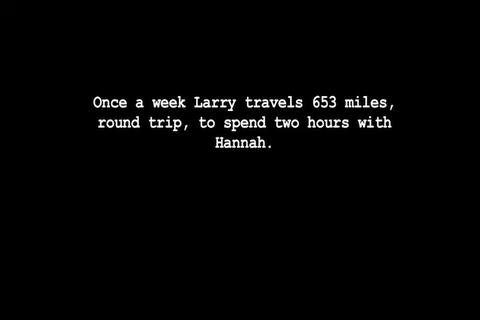 Once a week Larry travels 653 miles,
round trip, to spend two hours with
Hannah.